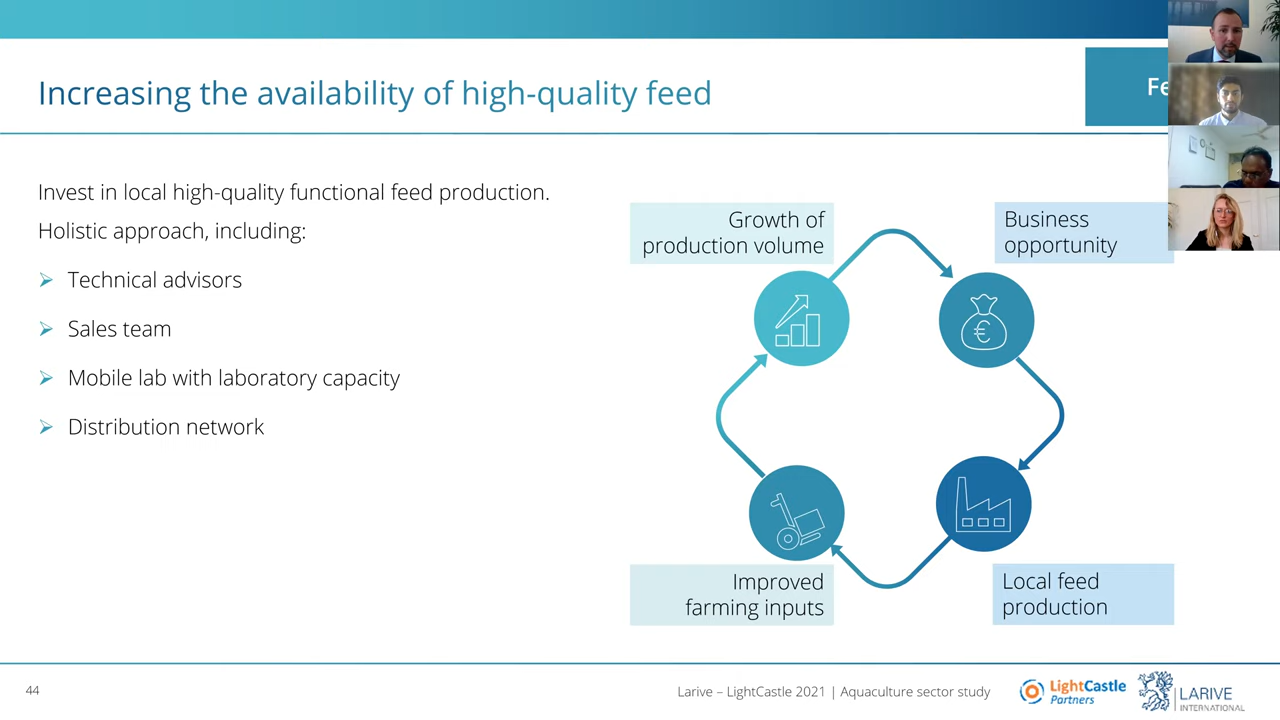 Increasing the availability of high-quality feed
Invest in local high-quality functional feed production.
Holistic approach, including:
Technical advisors
Sales team
Mobile lab with laboratory capacity
Distribution network
Growth of
production volume
Business
opportunity
Improved
farming inputs
Local feed
production
44
Larive – LightCastle 2021 | Aquaculture sector study
LightCastle
Partners
LARIVE
INTERNATIONAL